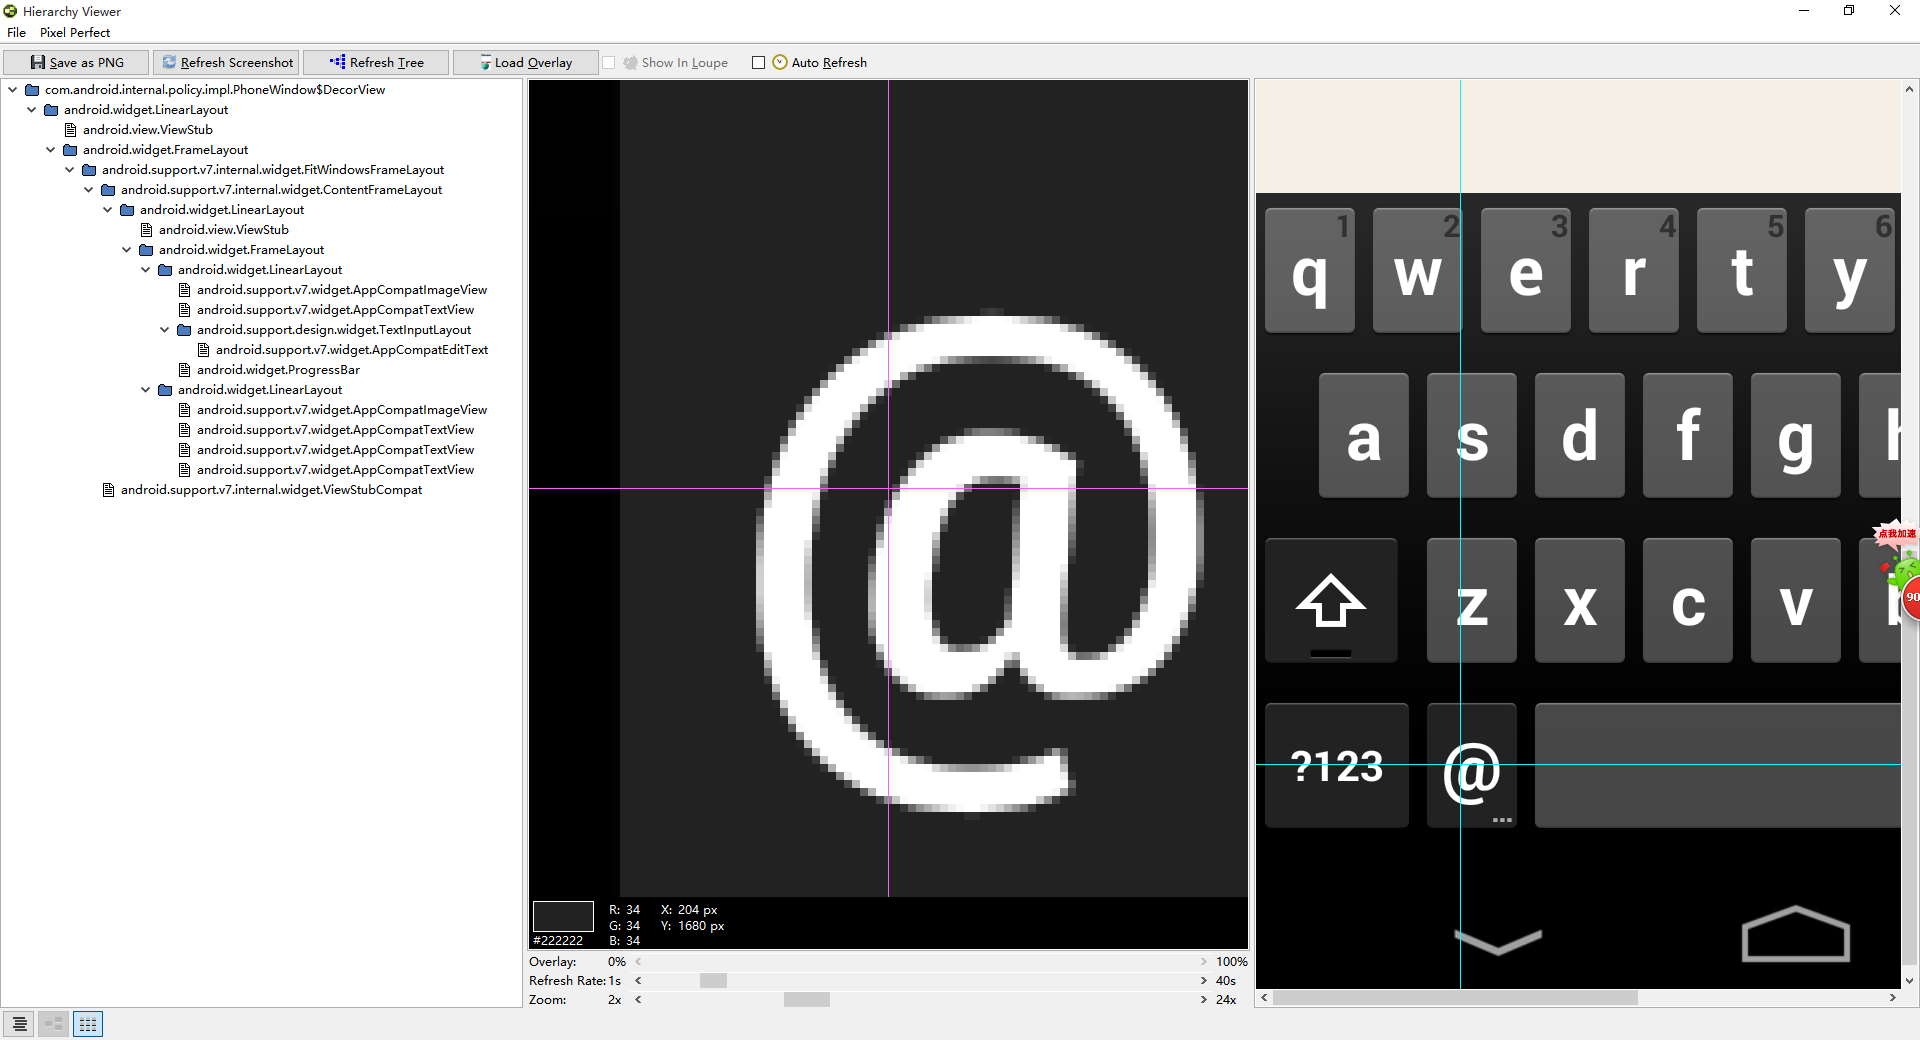 Hierarchy Viewer
File Pixel Perfect
Save as PNG Refresh Screenshot Refresh Tree Load Overlay Show In Loupe Auto Refresh
com.android.internal.policy.impl.PhoneWindow$DecorView
android.widget.LinearLayout
android.view.ViewStub
android.widget.FrameLayout
android.support.v7.internal.widget.FitWindowsFrameLayout
android.support.v7.internal.widget.ContentFrameLayout
android.widget.LinearLayout
android.view.ViewStub
android.widget.FrameLayout
android.widget.LinearLayout
android.support.v7.widget.AppCompatImageView
android.support.v7.widget.AppCompatTextView
android.support.design.widget.TextInputLayout
android.support.v7.widget.AppCompatEditText
android.widget.ProgressBar
android.widget.LinearLayout
android.support.v7.widget.AppCompatImageView
android.support.v7.widget.AppCompatTextView
android.support.v7.widget.AppCompatTextView
android.support.v7.widget.AppCompatTextView
android.support.v7.internal.widget.ViewStubCompat
@
#222222
R: 34 X: 204 px
G: 34 Y: 1680 px
B: 34
Overlay: 0% < > 100%
Refresh Rate: 1s < > 40s
Zoom: 2x < > 24x
1 2 3 4 5 6
q w e r t y
a s d f g h
z x c v b
?123 @ ...
点我加速
90